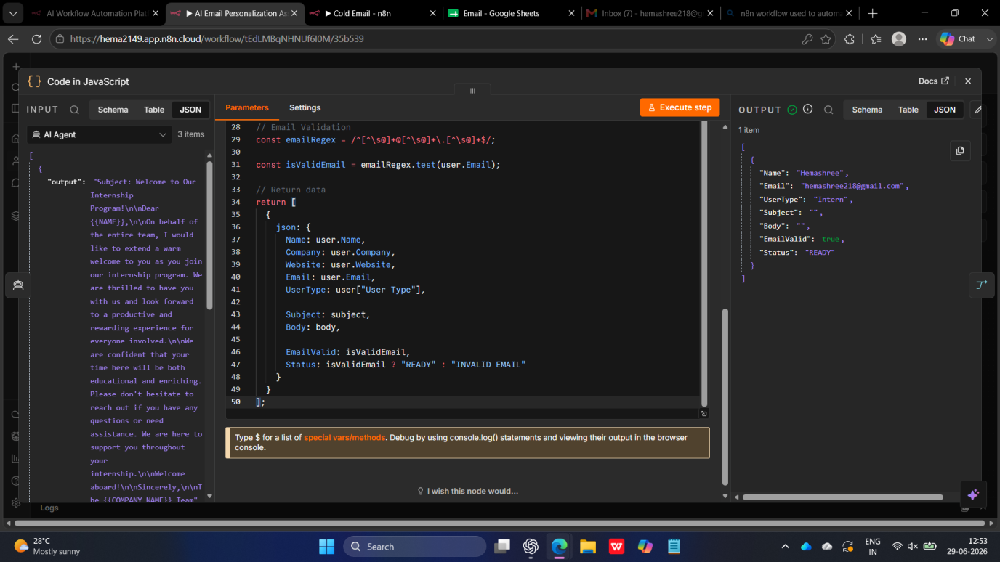 AI Workflow Automation Platf
▶ AI Email Personalization As
▶ Cold Email - n8n
Email - Google Sheets
Inbox (7) - hemashree218@g
n8n workflow used to automa
https://hema2149.app.n8n.cloud/workflow/tEdLMBqNHNUf6I0M/35b539
Chat
{ } Code in JavaScript
Docs
INPUT
Schema
Table
JSON
Parameters
Settings
Execute step
OUTPUT
Schema
Table
JSON
AI Agent
3 items
1 item
[
{
"output": "Subject: Welcome to Our
Internship
Program!\n\nDear
{{NAME}},\n\nOn behalf of
the entire team, I would
like to extend a warm
welcome to you as you join
our internship program. We
are thrilled to have you
with us and look forward
to a productive and
rewarding experience for
everyone involved.\n\nWe
are confident that your
time here will be both
educational and enriching.
Please don't hesitate to
reach out if you have any
questions or need
assistance. We are here to
support you throughout
your
internship.\n\nWelcome
aboard!\n\nSincerely,\n\nT
he {{COMPANY NAME}} Team"
28 // Email Validation
29 const emailRegex = /^[^\s@]+@[^\s@]+\.[^\s@]+$/;
30
31 const isValidEmail = emailRegex.test(user.Email);
32
33 // Return data
34 return [
35 {
36 json: {
37 Name: user.Name,
38 Company: user.Company,
39 Website: user.Website,
40 Email: user.Email,
41 UserType: user["User Type"],
42
43 Subject: subject,
44 Body: body,
45
46 EmailValid: isValidEmail,
47 Status: isValidEmail ? "READY" : "INVALID EMAIL"
48 }
49 }
50 ];
Type $ for a list of special vars/methods. Debug by using console.log() statements and viewing their output in the browser
console.
I wish this node would...
[
{
"Name": "Hemashree",
"Email": "hemashree218@gmail.com",
"UserType": "Intern",
"Subject": "",
"Body": "",
"EmailValid": true,
"Status": "READY"
}
]
Logs
28°C
Mostly sunny
Search
ENG
IN
12:53
29-06-2026